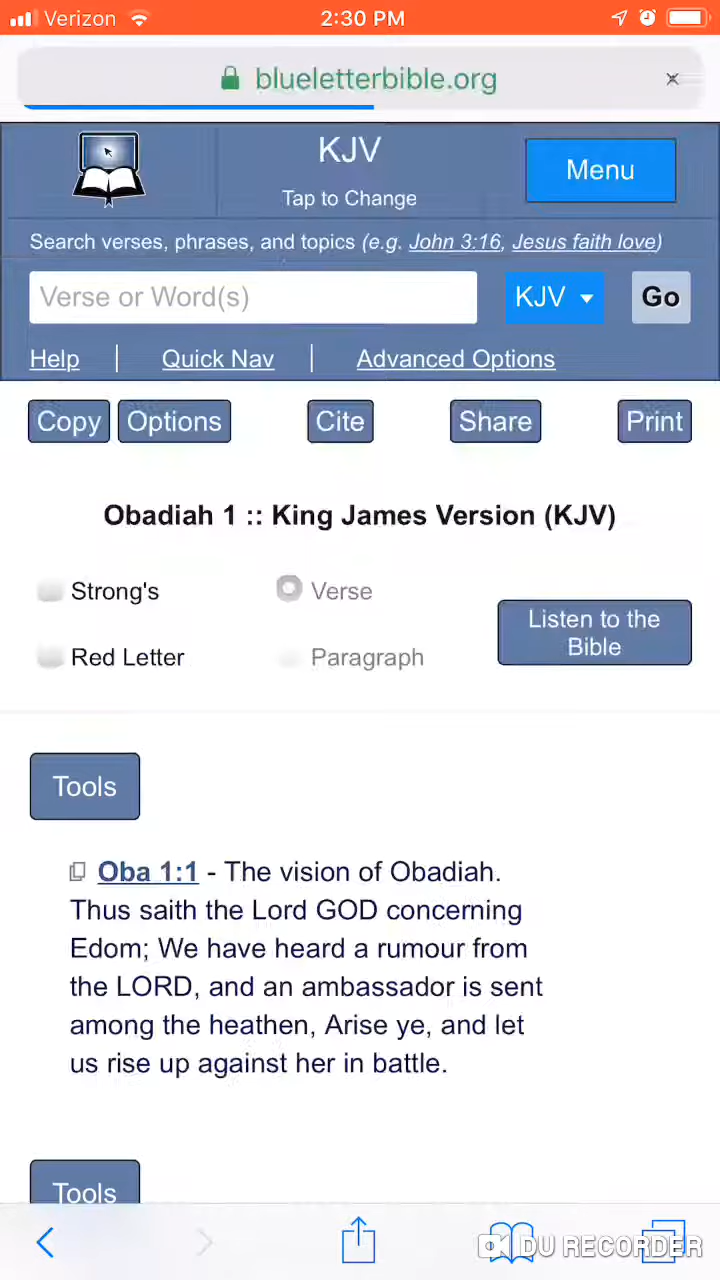 Verizon 2:30 PM
blueletterbible.org
KJV
Tap to Change
Menu
Search verses, phrases, and topics (e.g. John 3:16, Jesus faith love)
Verse or Word(s) KJV Go
Help | Quick Nav | Advanced Options
Copy Options Cite Share Print
Obadiah 1 :: King James Version (KJV)
Strong's Verse
Listen to the
Bible
Red Letter Paragraph
Tools
Oba 1:1 - The vision of Obadiah.
Thus saith the Lord GOD concerning
Edom; We have heard a rumour from
the LORD, and an ambassador is sent
among the heathen, Arise ye, and let
us rise up against her in battle.
Tools
DU RECORDER